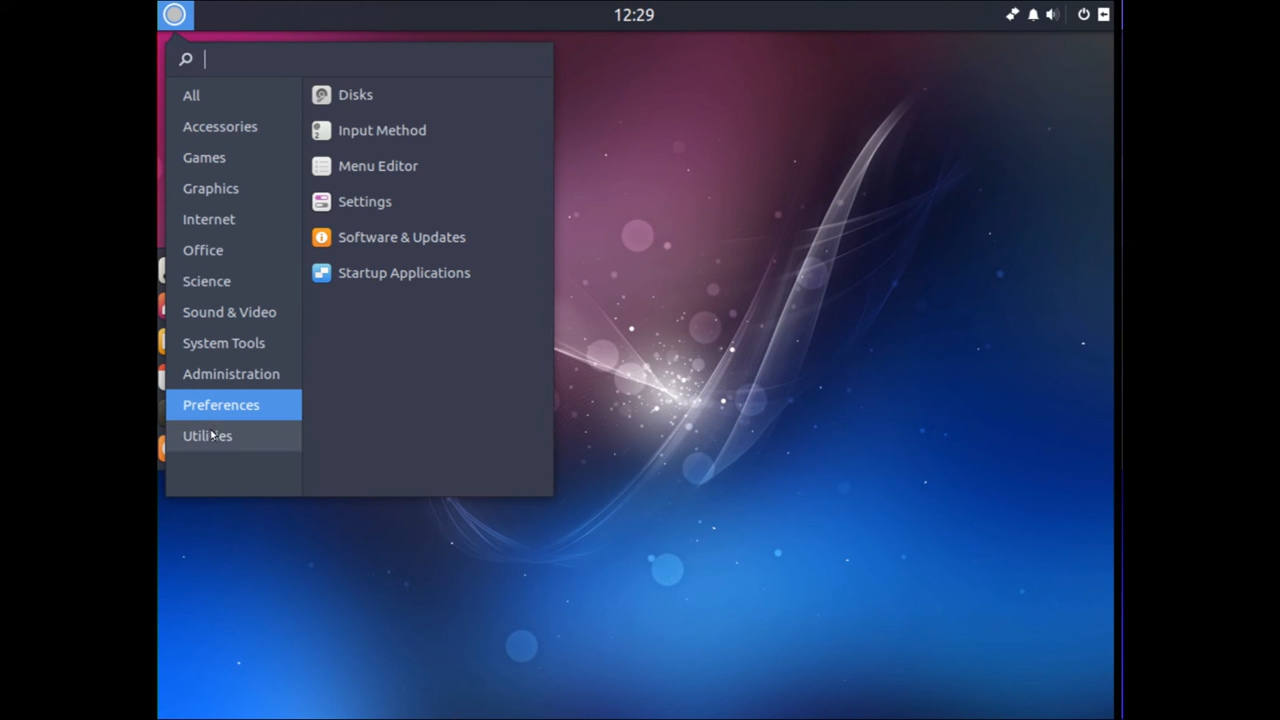 12:29
All
Accessories
Games
Graphics
Internet
Office
Science
Sound & Video
System Tools
Administration
Preferences
Utilities
Disks
Input Method
Menu Editor
Settings
Software & Updates
Startup Applications